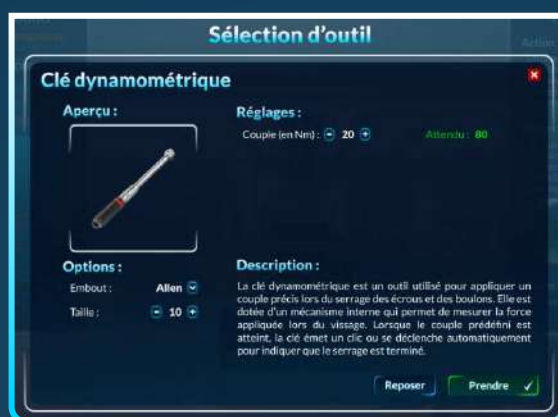 Sélection d'outil
Action
Clé dynamométrique
Aperçu :
Réglages :
Couple (en Nm) : - 20 + Attendu : 80
Options :
Embout : Allen
Taille : - 10 +
Description :
La clé dynamométrique est un outil utilisé pour appliquer un
couple précis lors du serrage des écrous et des boulons. Elle est
dotée d'un mécanisme interne qui permet de mesurer la force
appliquée lors du vissage. Lorsque le couple prédéfini est
atteint, la clé émet un clic ou se déclenche automatiquement
pour indiquer que le serrage est terminé.
Reposer
Prendre ✓